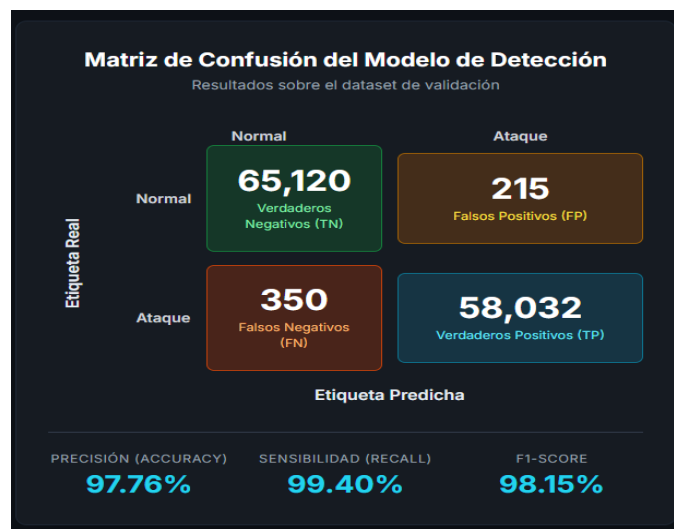 Matriz de Confusión del Modelo de Detección
Resultados sobre el dataset de validación
Normal
Ataque
Etiqueta Real
Normal
65,120
Verdaderos
Negativos (TN)
215
Falsos Positivos (FP)
Ataque
350
Falsos Negativos
(FN)
58,032
Verdaderos Positivos (TP)
Etiqueta Predicha
PRECISIÓN (ACCURACY)
97.76%
SENSIBILIDAD (RECALL)
99.40%
F1-SCORE
98.15%